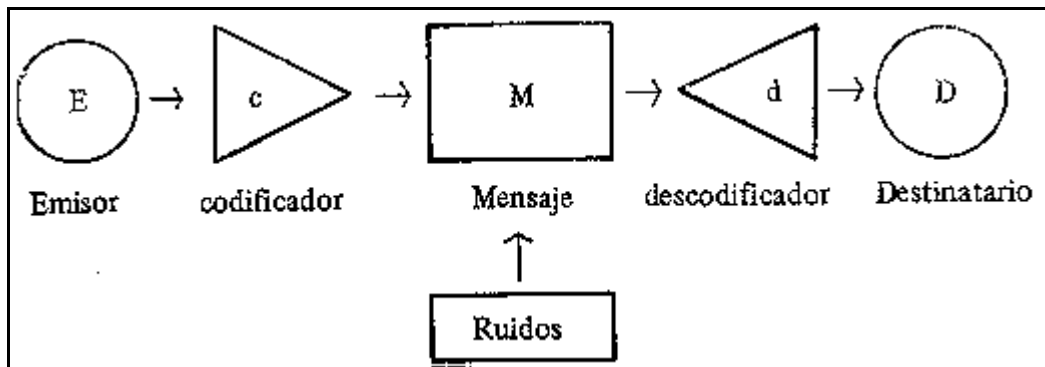 E → c → M → d → D
Emisor codificador Mensaje descodificador Destinatario
↑
Ruidos